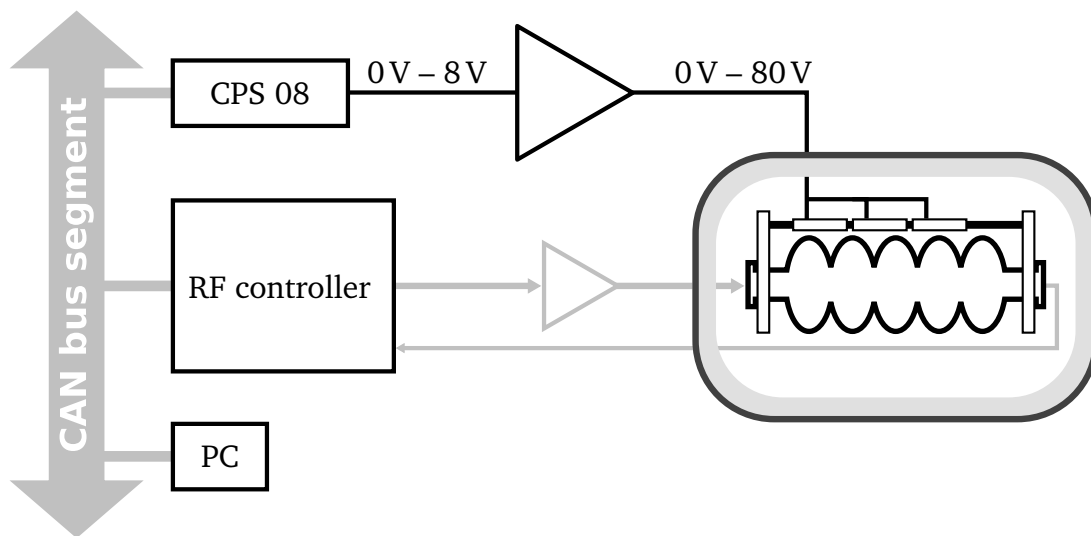 CPS 08
0 V – 8 V
0 V – 80 V
CAN bus segment
RF controller
PC